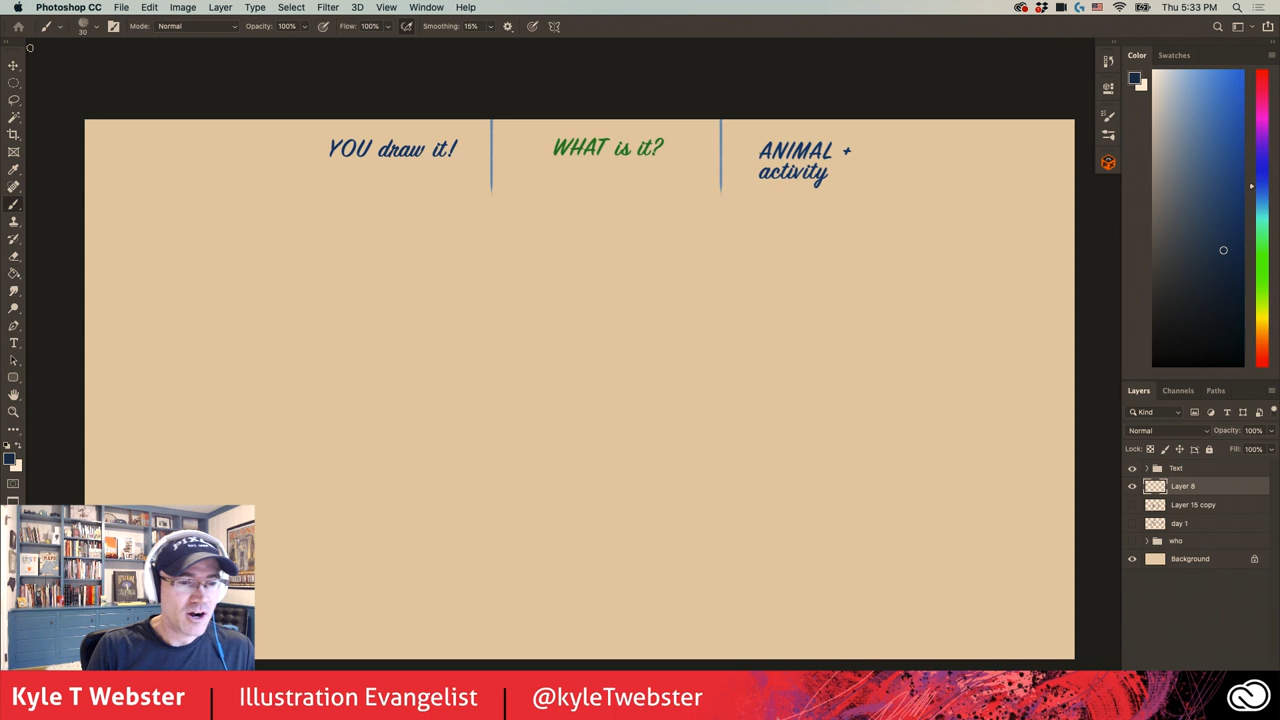 Photoshop CC File Edit Image Layer Type Select Filter 3D View Window Help Thu 5:33 PM
30 Mode: Normal Opacity: 100% Flow: 100% Smoothing: 15%
Color Swatches
YOU draw it! WHAT is it? ANIMAL +
activity
Layers Channels Paths
Kind
Normal Opacity: 100%
Lock: Fill: 100%
Text
Layer 8
Layer 15 copy
day 1
who
Background
Kyle T Webster | Illustration Evangelist | @kyleTwebster